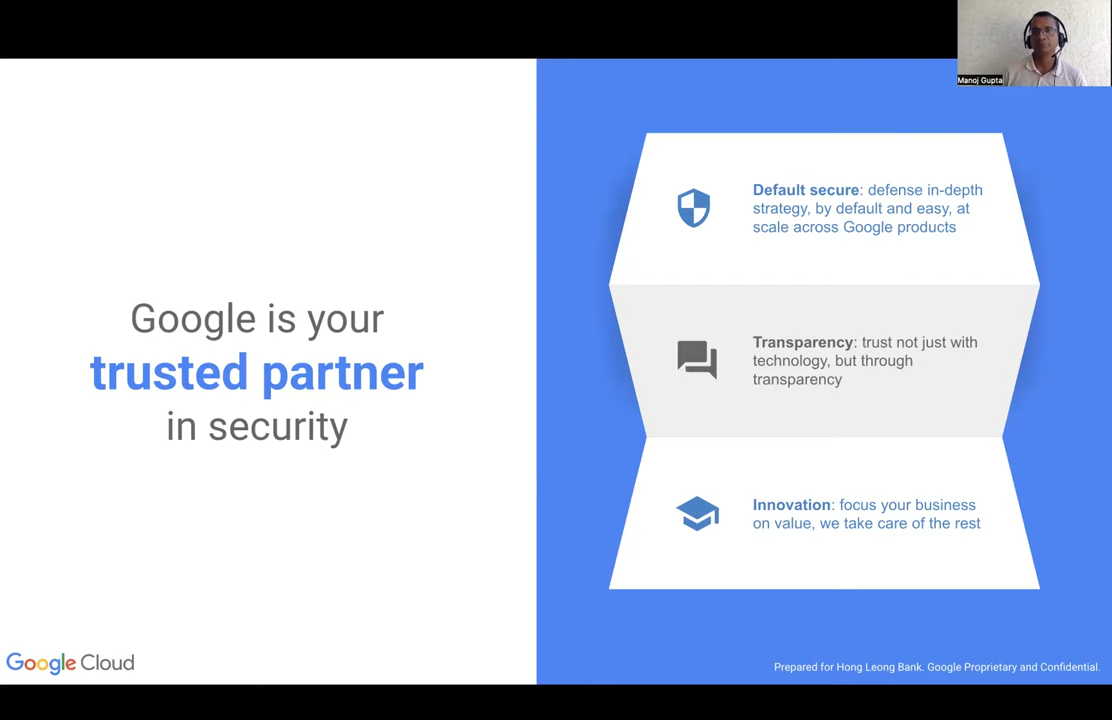 Manoj Gupta
Google is your
trusted partner
in security
Default secure: defense in-depth
strategy, by default and easy, at
scale across Google products
Transparency: trust not just with
technology, but through
transparency
Innovation: focus your business
on value, we take care of the rest
Google Cloud
Prepared for Hong Leong Bank. Google Proprietary and Confidential.